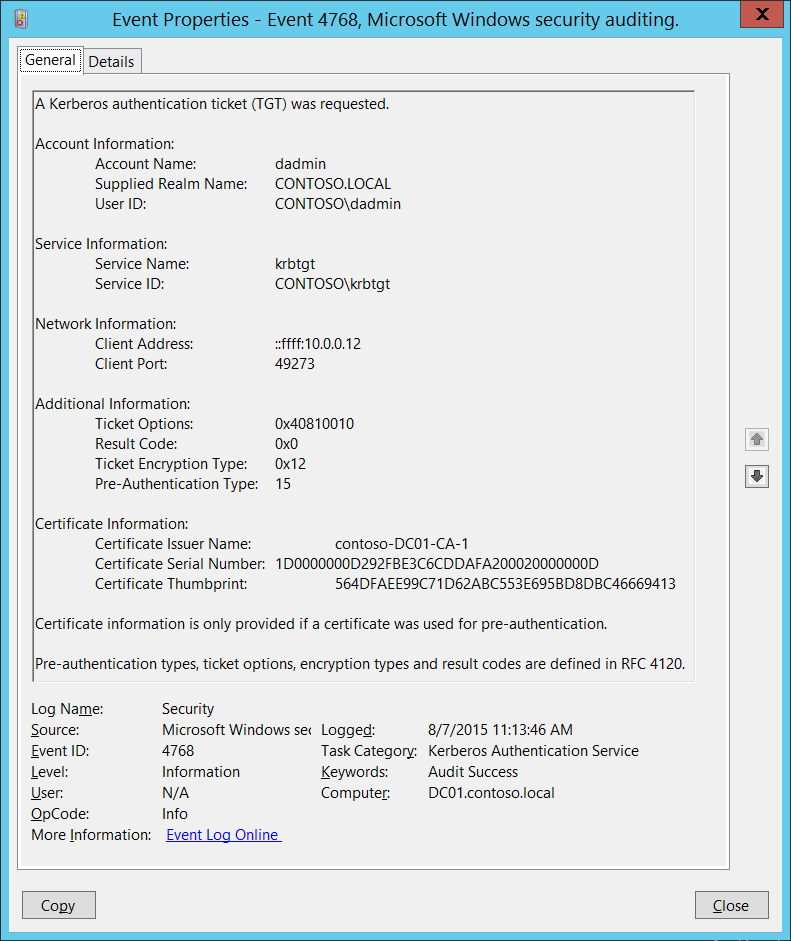 Event Properties - Event 4768, Microsoft Windows security auditing.
X
General Details
A Kerberos authentication ticket (TGT) was requested.
Account Information:
Account Name: dadmin
Supplied Realm Name: CONTOSO.LOCAL
User ID: CONTOSO\dadmin
Service Information:
Service Name: krbtgt
Service ID: CONTOSO\krbtgt
Network Information:
Client Address: ::ffff:10.0.0.12
Client Port: 49273
Additional Information:
Ticket Options: 0x40810010
Result Code: 0x0
Ticket Encryption Type: 0x12
Pre-Authentication Type: 15
Certificate Information:
Certificate Issuer Name: contoso-DC01-CA-1
Certificate Serial Number: 1D0000000D292FBE3C6CDDAFA200020000000D
Certificate Thumbprint: 564DFAEE99C71D62ABC553E695BD8DBC46669413
Certificate information is only provided if a certificate was used for pre-authentication.
Pre-authentication types, ticket options, encryption types and result codes are defined in RFC 4120.
Log Name: Security
Source: Microsoft Windows sec Logged: 8/7/2015 11:13:46 AM
Event ID: 4768 Task Category: Kerberos Authentication Service
Level: Information Keywords: Audit Success
User: N/A Computer: DC01.contoso.local
OpCode: Info
More Information: Event Log Online
Copy Close